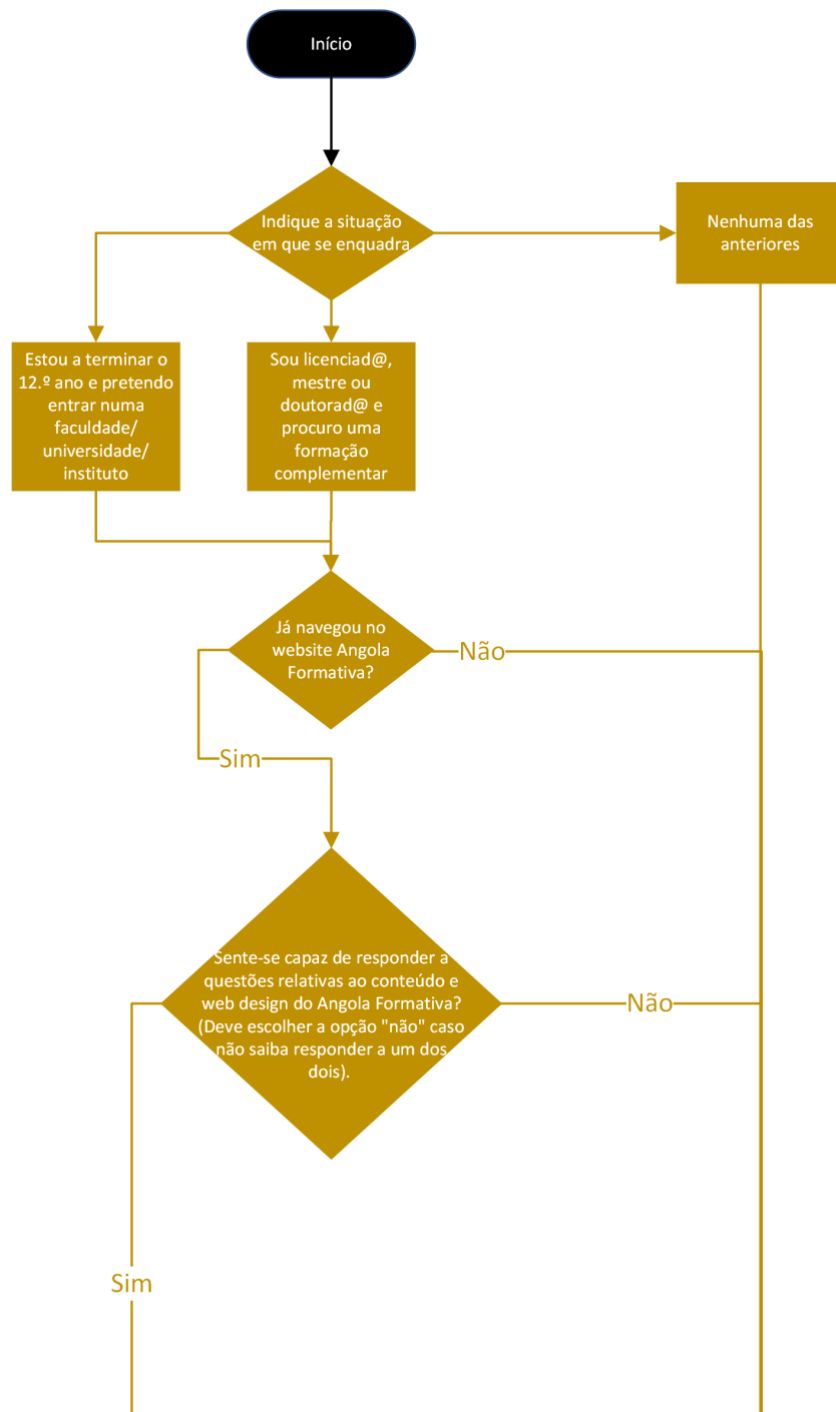 Início
Indique a situação
em que se enquadra
Nenhuma das
anteriores
Estou a terminar o
12.º ano e pretendo
entrar numa
faculdade/
universidade/
instituto
Sou licenciad@,
mestre ou
doutorad@ e
procuro uma
formação
complementar
Já navegou no
website Angola
Formativa?
Não
Sim
Sente-se capaz de responder a
questões relativas ao conteúdo e
web design do Angola Formativa?
(Deve escolher a opção "não" caso
não saiba responder a um dos
dois).
Não
Sim